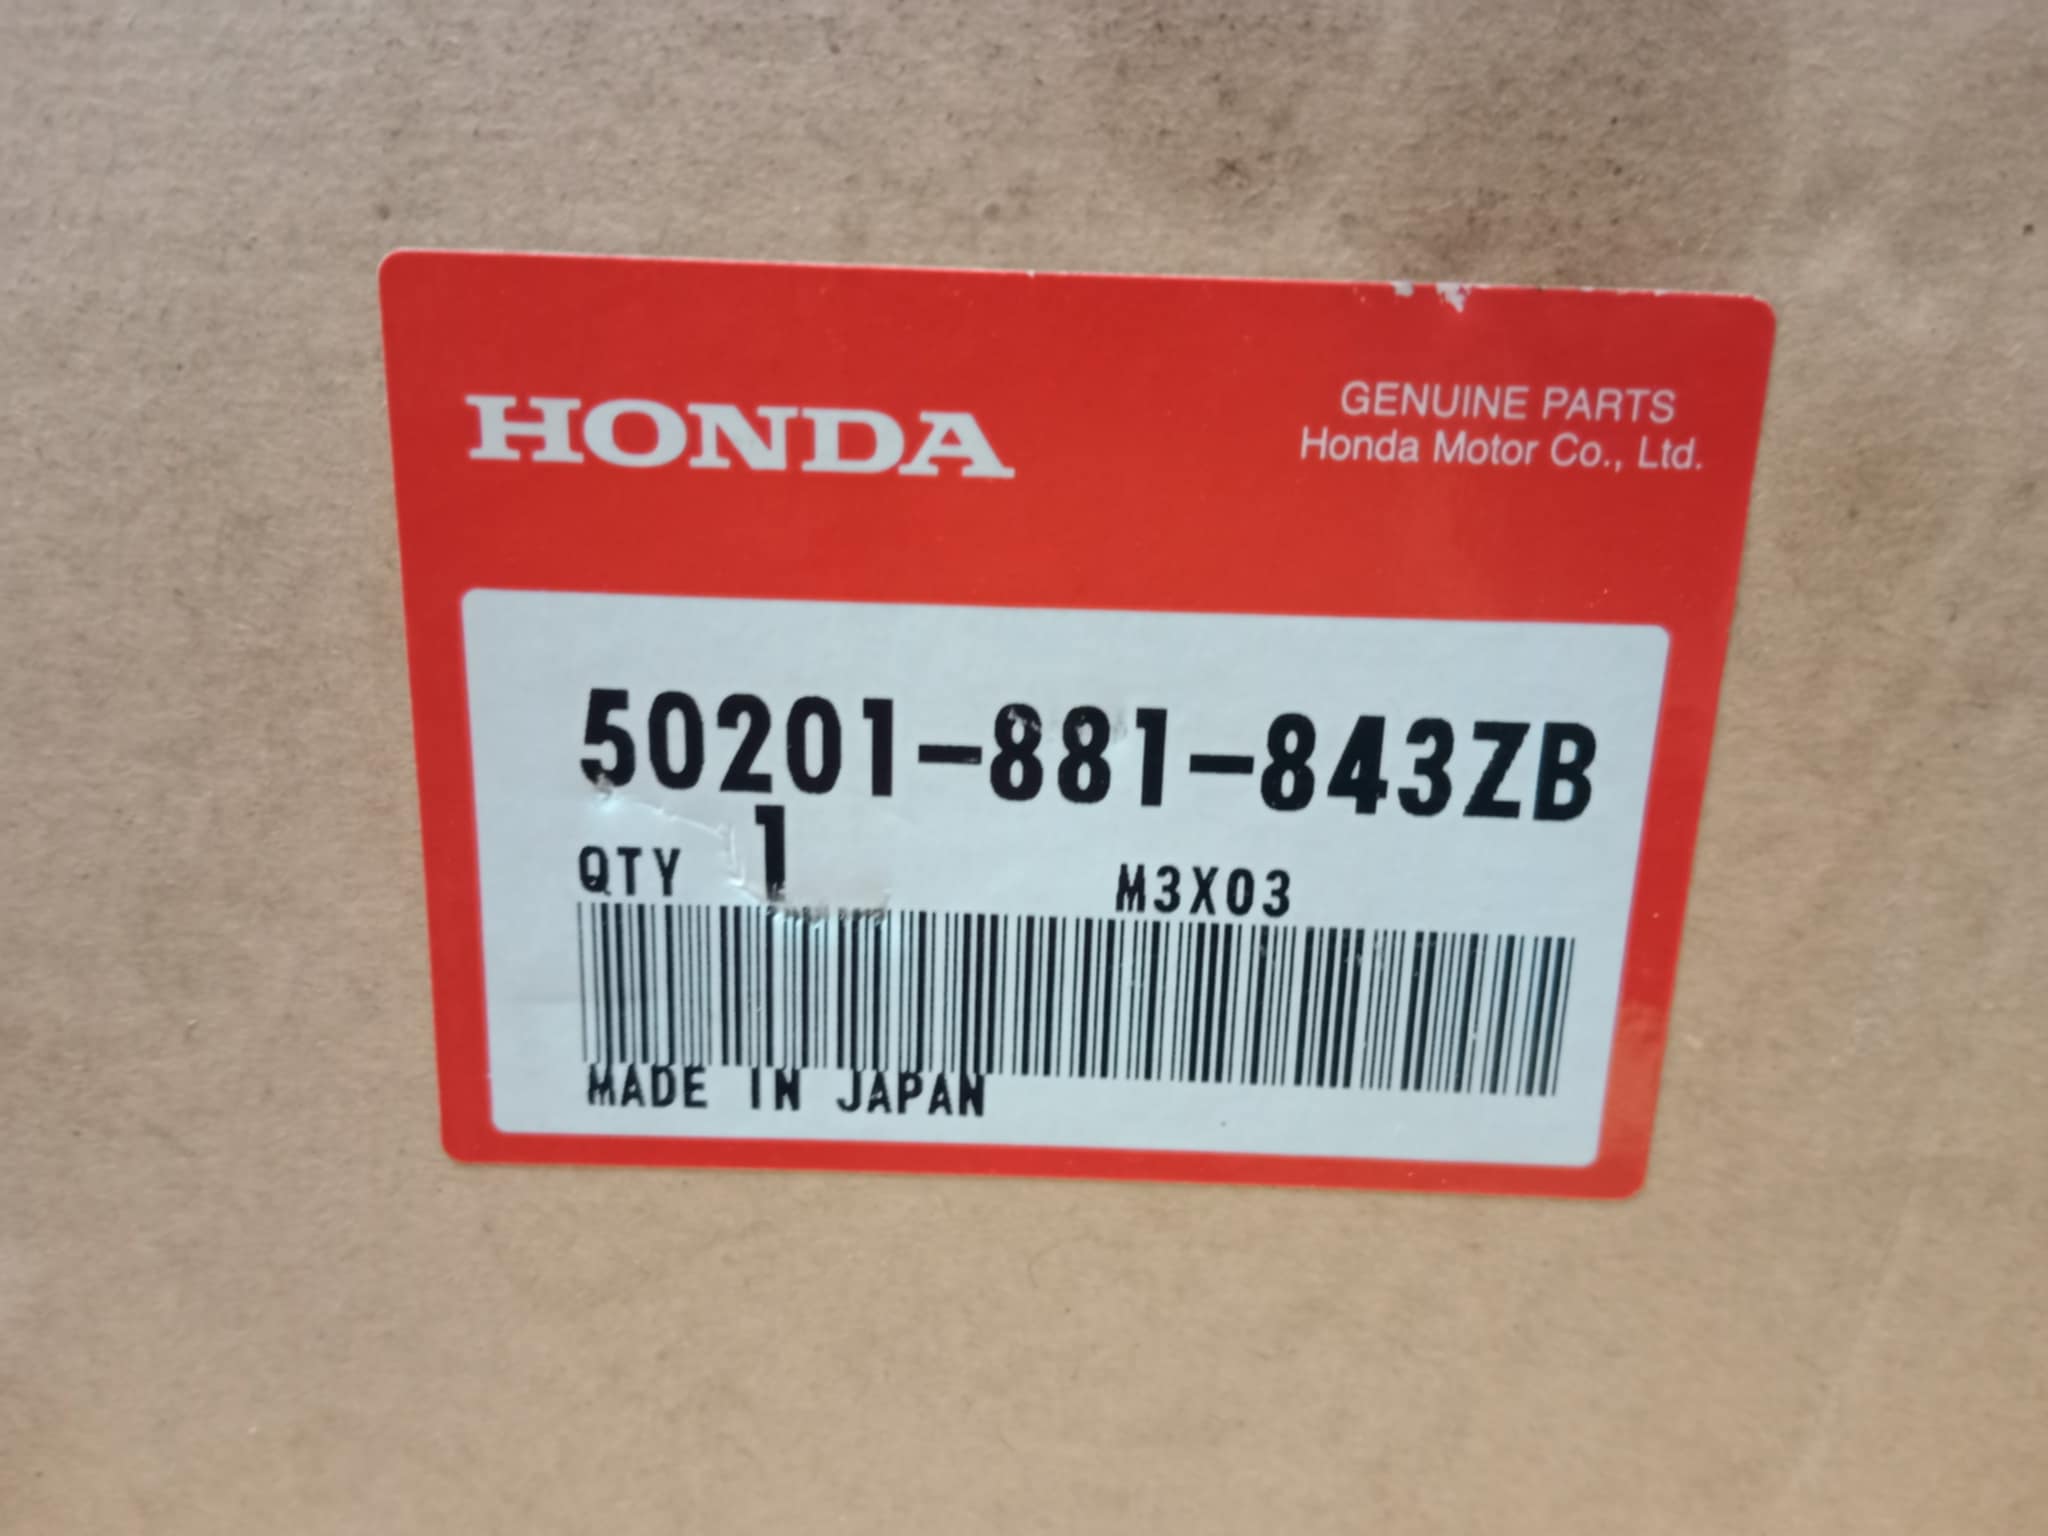 HONDA
GENUINE PARTS
Honda Motor Co., Ltd.
50201-881-843ZB
QTY 1 M3X03
MADE IN JAPAN